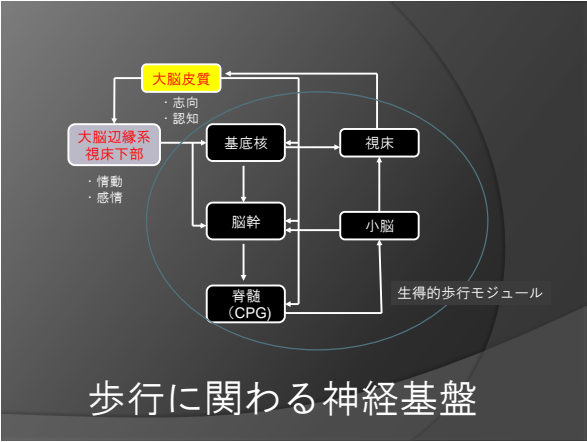 大脳皮質
・志向
・認知
大脳辺縁系
視床下部
・情動
・感情
基底核
視床
脳幹
小脳
脊髄
（CPG)
生得的歩行モジュール
歩行に関わる神経基盤